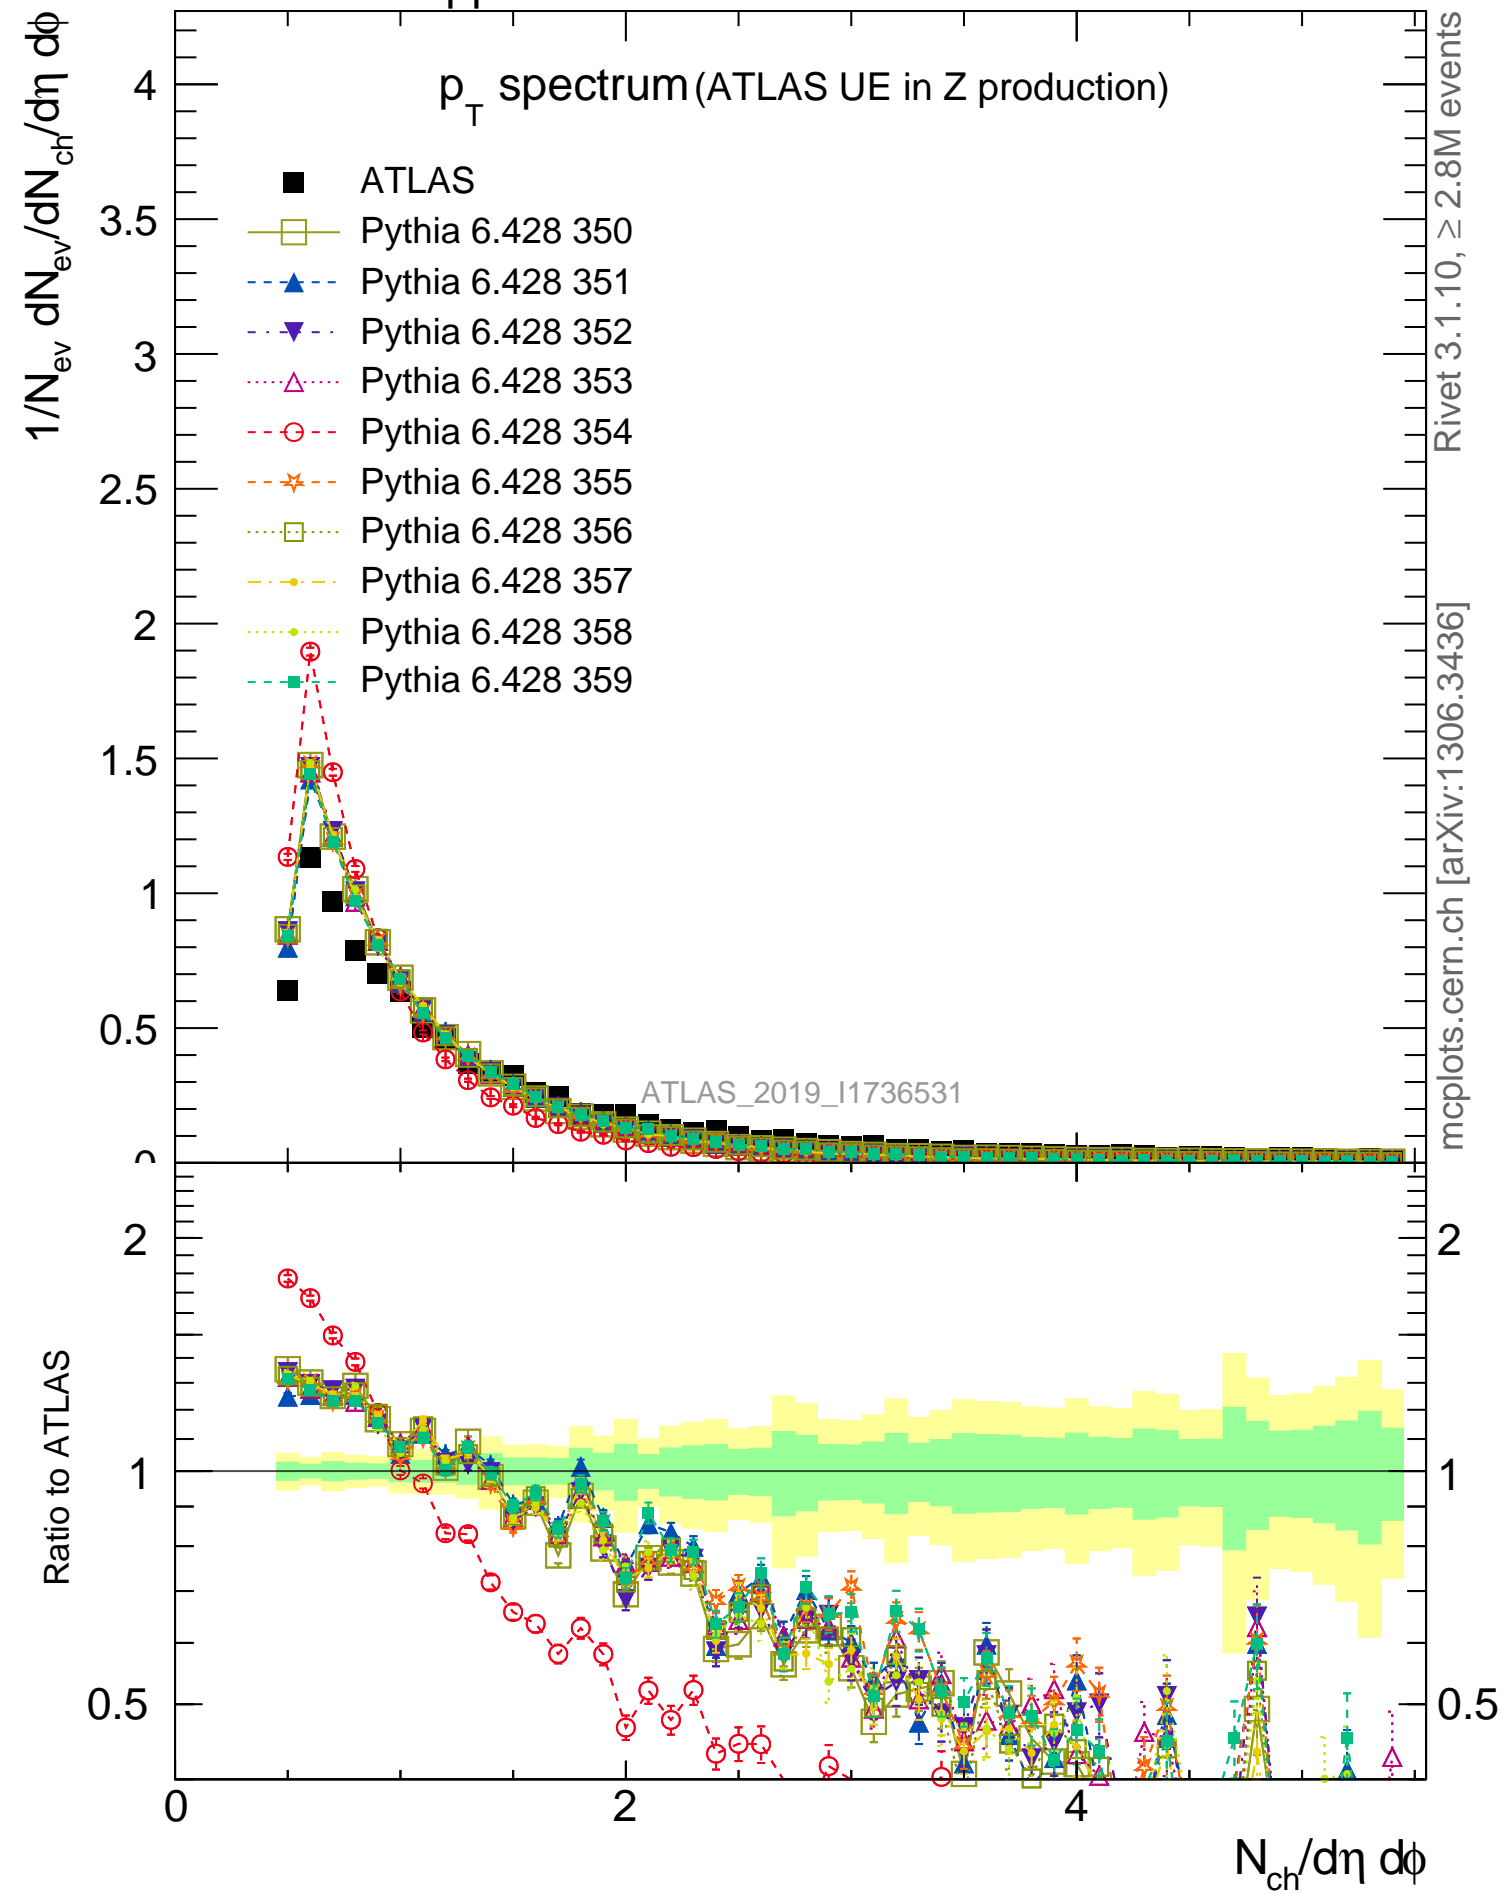 p_T spectrum (ATLAS UE in Z production)
1/N_ev dN_ev/dN_ch/dη dϕ
4
3.5
3
2.5
2
1.5
1
0.5
0
ATLAS
Pythia 6.428 350
Pythia 6.428 351
Pythia 6.428 352
Pythia 6.428 353
Pythia 6.428 354
Pythia 6.428 355
Pythia 6.428 356
Pythia 6.428 357
Pythia 6.428 358
Pythia 6.428 359
ATLAS_2019_I1736531
Rivet 3.1.10, ≥ 2.8M events
mcplots.cern.ch [arXiv:1306.3436]
Ratio to ATLAS
2
1
0.5
2
1
0.5
0
2
4
N_ch/dη dϕ